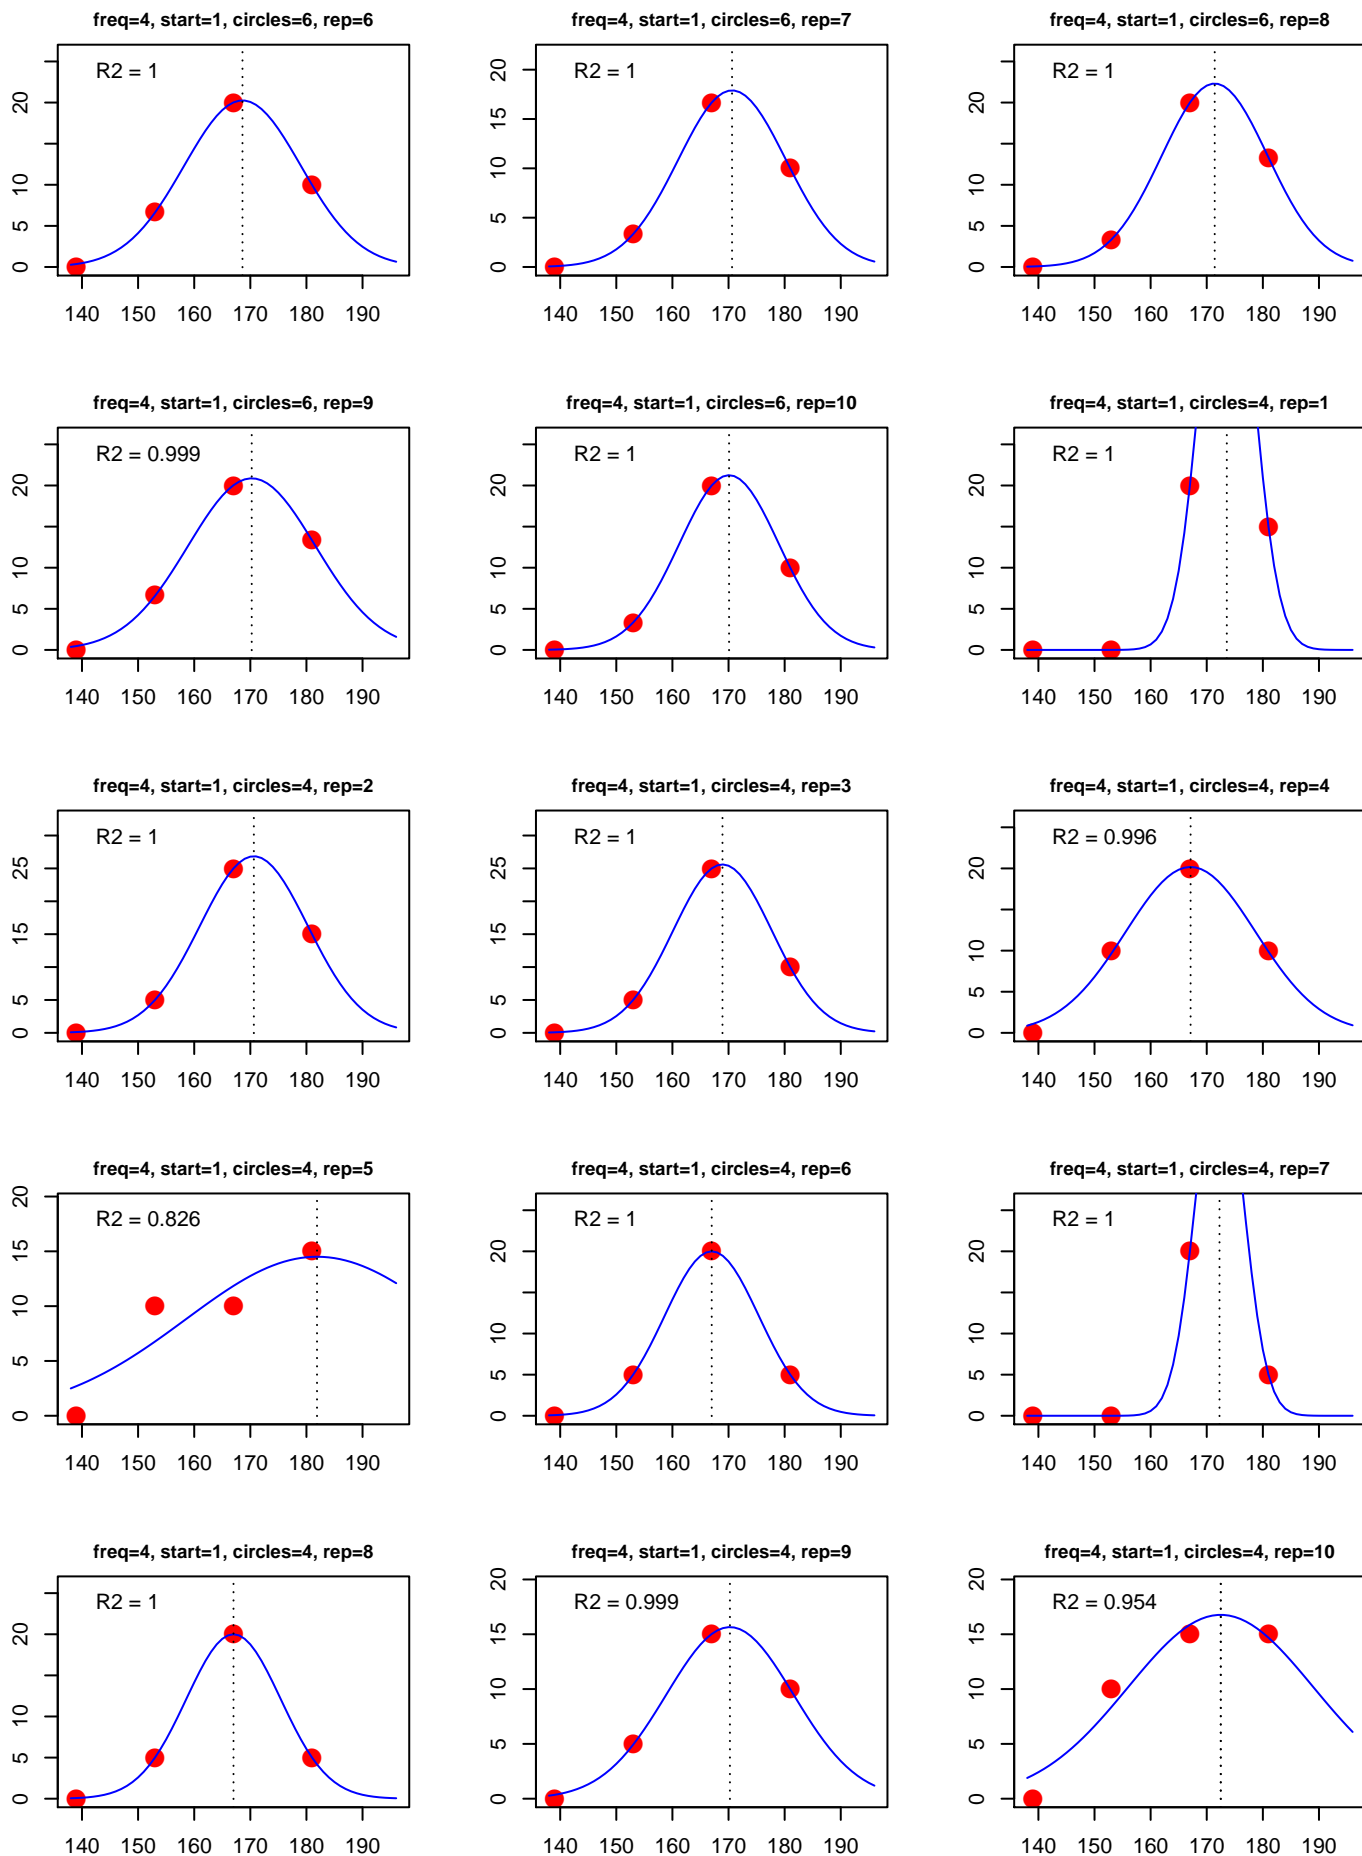 freq=4, start=1, circles=6, rep=6
R2 = 1
20
10
5
0
140 150 160 170 180 190
freq=4, start=1, circles=6, rep=7
R2 = 1
20
15
10
5
0
140 150 160 170 180 190
freq=4, start=1, circles=6, rep=8
R2 = 1
20
10
5
0
140 150 160 170 180 190
freq=4, start=1, circles=6, rep=9
R2 = 0.999
20
10
5
0
140 150 160 170 180 190
freq=4, start=1, circles=6, rep=10
R2 = 1
20
10
5
0
140 150 160 170 180 190
freq=4, start=1, circles=4, rep=1
R2 = 1
20
10
5
0
140 150 160 170 180 190
freq=4, start=1, circles=4, rep=2
R2 = 1
25
15
5
0
140 150 160 170 180 190
freq=4, start=1, circles=4, rep=3
R2 = 1
25
15
5
0
140 150 160 170 180 190
freq=4, start=1, circles=4, rep=4
R2 = 0.996
20
10
5
0
140 150 160 170 180 190
freq=4, start=1, circles=4, rep=5
R2 = 0.826
20
15
10
5
0
140 150 160 170 180 190
freq=4, start=1, circles=4, rep=6
R2 = 1
20
10
5
0
140 150 160 170 180 190
freq=4, start=1, circles=4, rep=7
R2 = 1
20
10
5
0
140 150 160 170 180 190
freq=4, start=1, circles=4, rep=8
R2 = 1
20
10
5
0
140 150 160 170 180 190
freq=4, start=1, circles=4, rep=9
R2 = 0.999
20
15
10
5
0
140 150 160 170 180 190
freq=4, start=1, circles=4, rep=10
R2 = 0.954
20
15
10
5
0
140 150 160 170 180 190